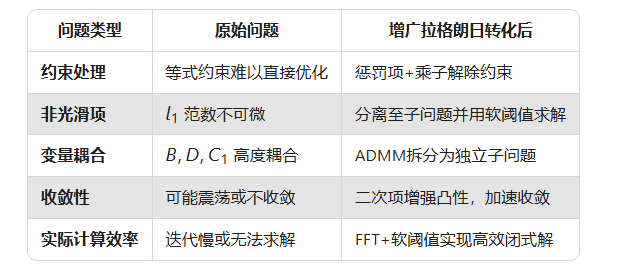 问题类型 原始问题 增广拉格朗日转化后
约束处理 等式约束难以直接优化 惩罚项+乘子解除约束
非光滑项 l₁ 范数不可微 分离至子问题并用软阈值求解
变量耦合 B, D, C₁ 高度耦合 ADMM拆分为独立子问题
收敛性 可能震荡或不收敛 二次项增强凸性，加速收敛
实际计算效率 迭代慢或无法求解 FFT+软阈值实现高效闭式解